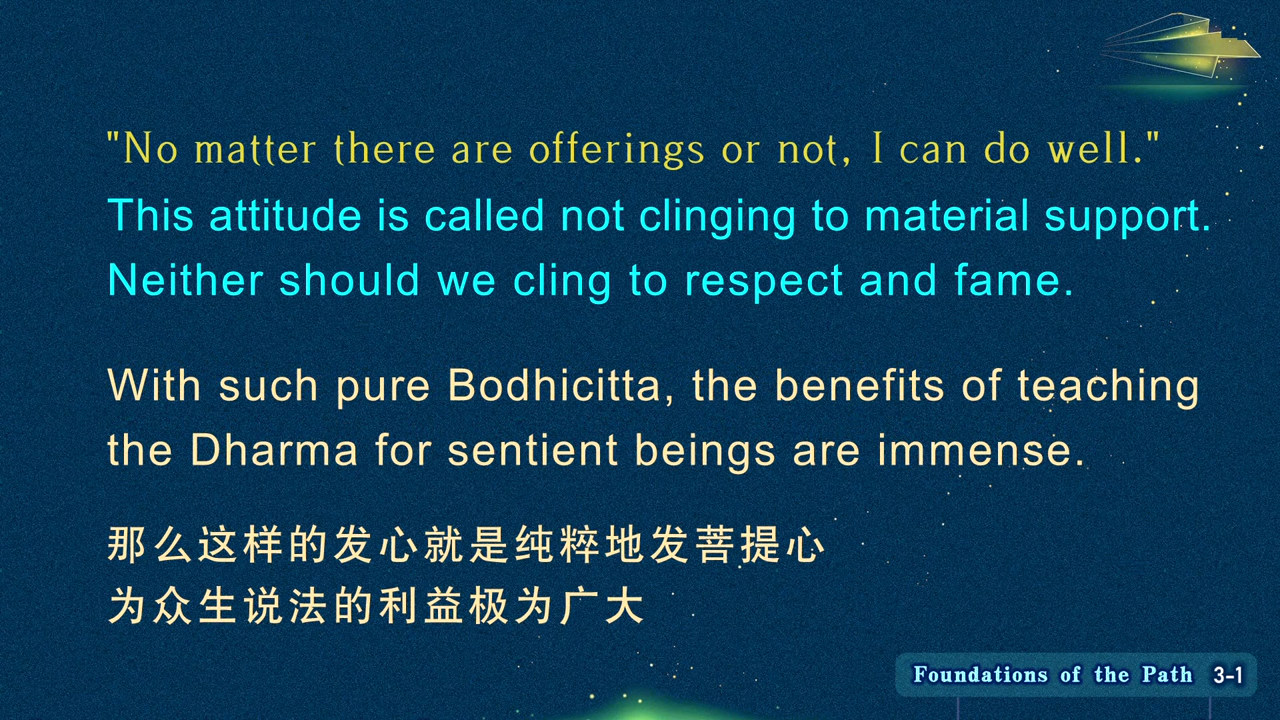 "No matter there are offerings or not, I can do well."
This attitude is called not clinging to material support.
Neither should we cling to respect and fame.
With such pure Bodhicitta, the benefits of teaching
the Dharma for sentient beings are immense.
那么这样的发心就是纯粹地发菩提心
为众生说法的利益极为广大
Foundations of the Path 3-1